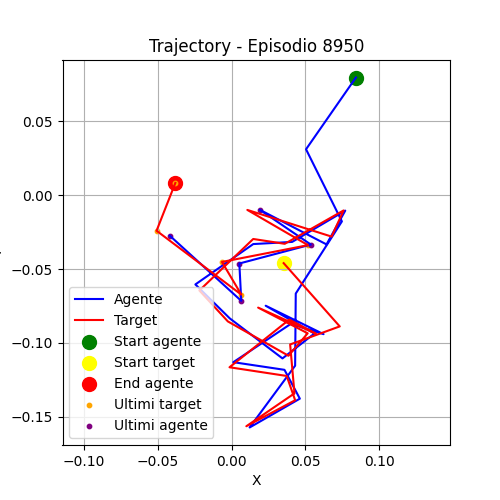 Trajectory - Episodio 8950
0.05
0.00
−0.05
−0.10
−0.15
Agente
Target
Start agente
Start target
End agente
Ultimi target
Ultimi agente
−0.10
−0.05
0.00
0.05
0.10
X